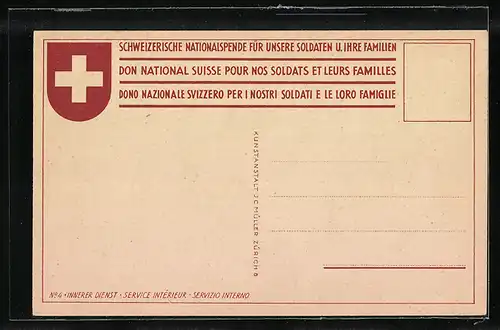 SCHWEIZERISCHE NATIONALSPENDE FÜR UNSERE SOLDATEN U. IHRE FAMILIEN
DON NATIONAL SUISSE POUR NOS SOLDATS ET LEURS FAMILLES
DONO NAZIONALE SVIZZERO PER I NOSTRI SOLDATI E LE LORO FAMIGLIE
KUNSTANSTALT J.C. MÜLLER ZÜRICH 8
No 4 · INNERER DIENST · SERVICE INTÉRIEUR · SERVIZIO INTERNO